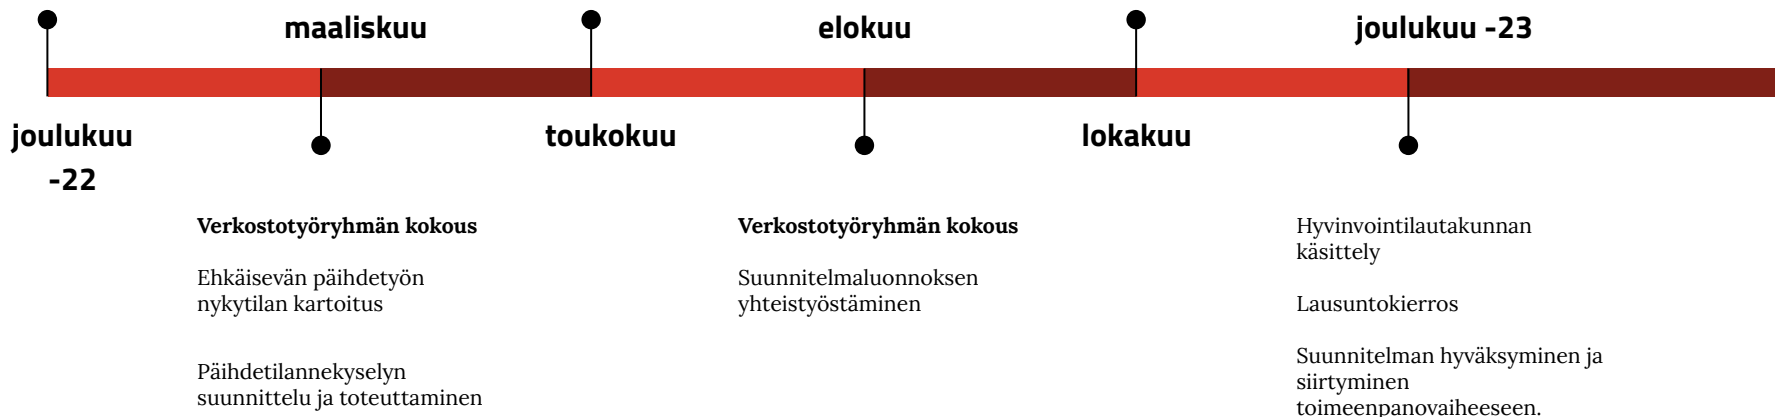 maaliskuu
elokuu
joulukuu -23
joulukuu
-22
toukokuu
lokakuu
Verkostotyöryhmän kokous
Ehkäisevän päihdetyön
nykytilan kartoitus
Päihdetilannekyselyn
suunnittelu ja toteuttaminen
Verkostotyöryhmän kokous
Suunnitelmaluonnoksen
yhteistyöstäminen
Hyvinvointilautakunnan
käsittely
Lausuntokierros
Suunnitelman hyväksyminen ja
siirtyminen
toimeenpanovaiheeseen.